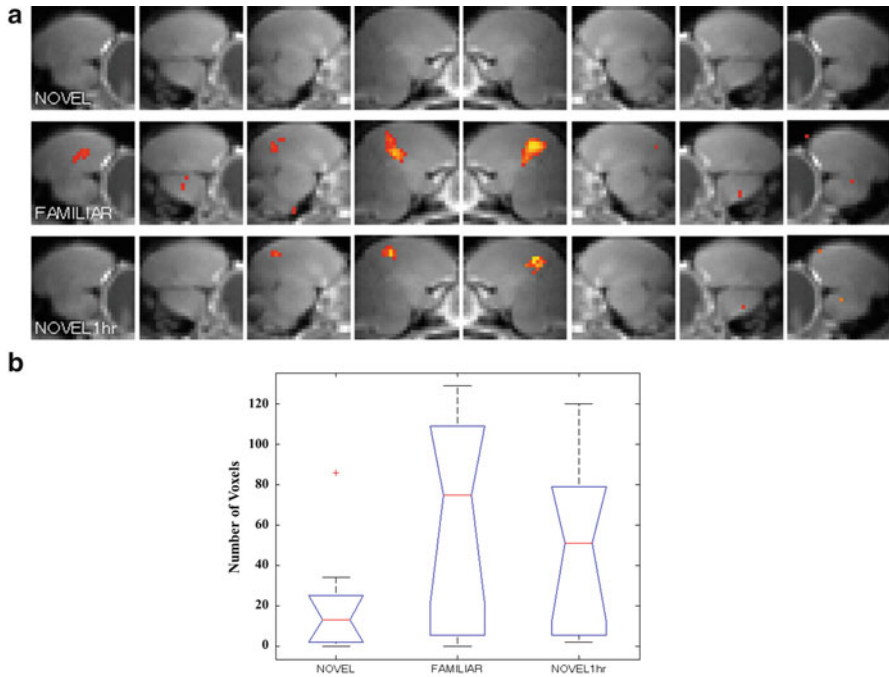 a
NOVEL
FAMILIAR
NOVEL1hr
b
Number of Voxels
120
100
80
60
40
20
0
NOVEL
FAMILIAR
NOVEL1hr